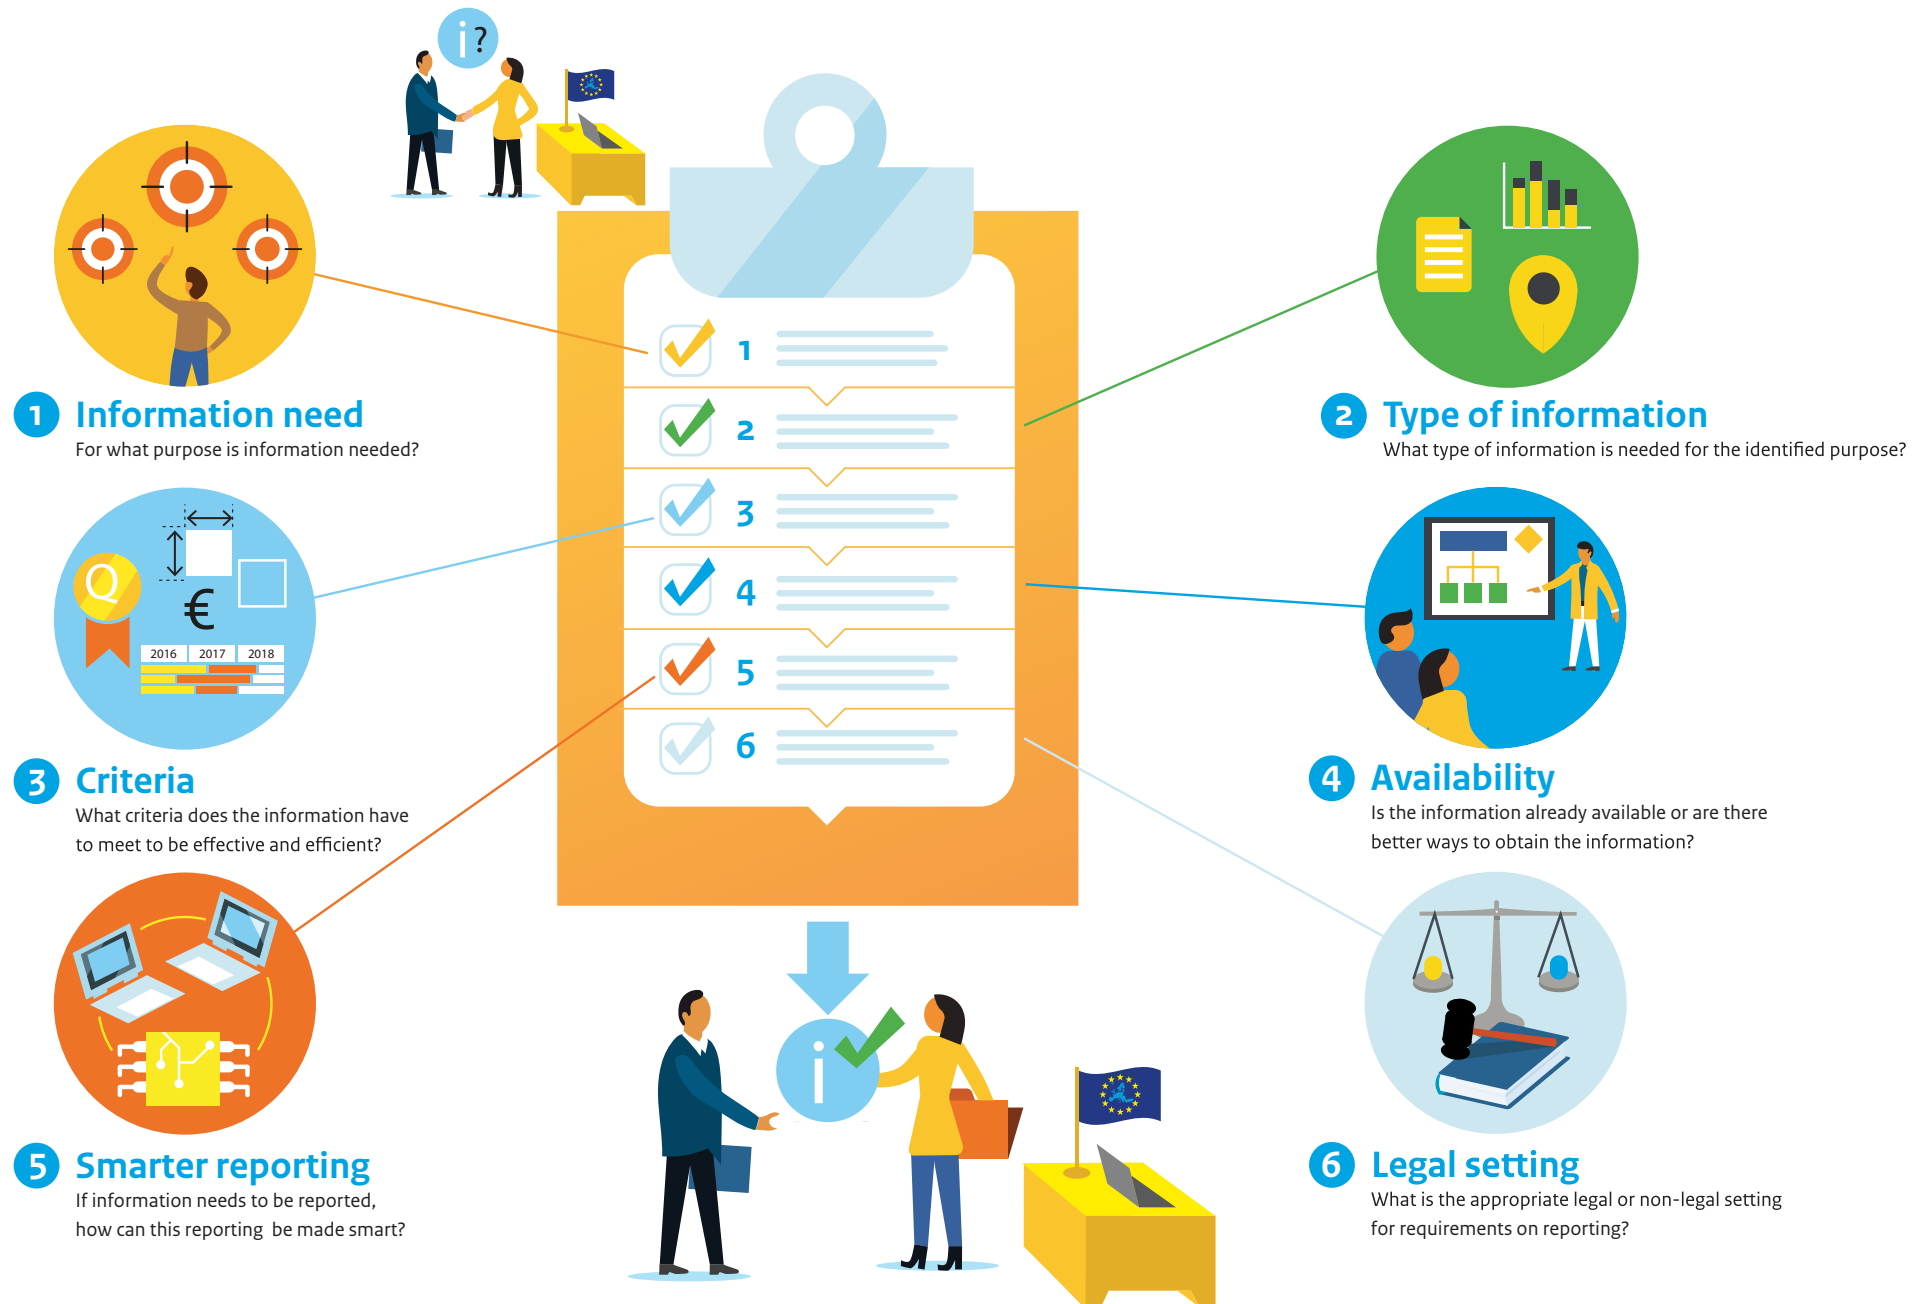 i ?
1
2
3
4
5
6
1 Information need
For what purpose is information needed?
2 Type of information
What type of information is needed for the identified purpose?
Q
€
2016 2017 2018
3 Criteria
What criteria does the information have
to meet to be effective and efficient?
4 Availability
Is the information already available or are there
better ways to obtain the information?
5 Smarter reporting
If information needs to be reported,
how can this reporting be made smart?
6 Legal setting
What is the appropriate legal or non-legal setting
for requirements on reporting?
i